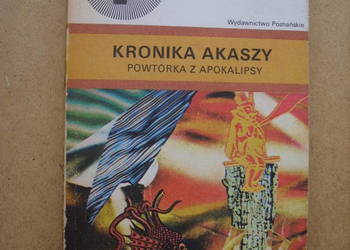 Wydawnictwo Poznańskie
KRONIKA AKASZY
POWTÓRKA Z APOKALIPSY